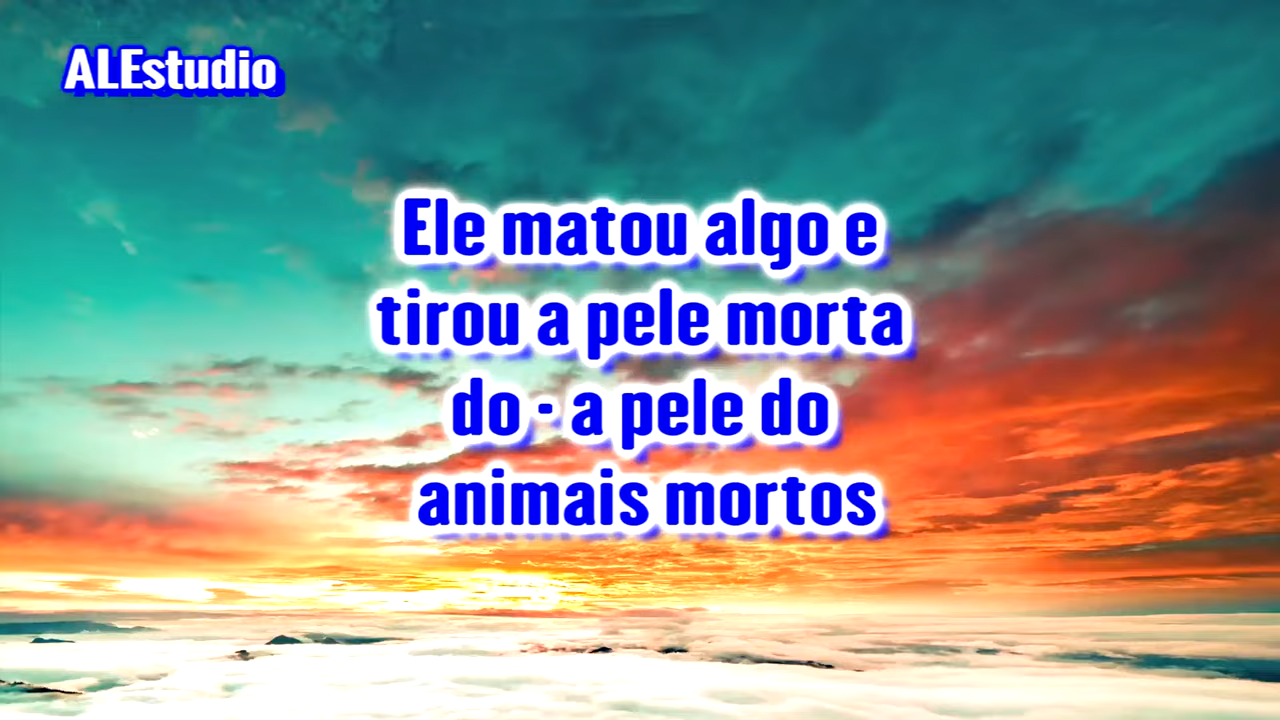 ALEstudio
Ele matou algo e
tirou a pele morta
do - a pele do
animais mortos